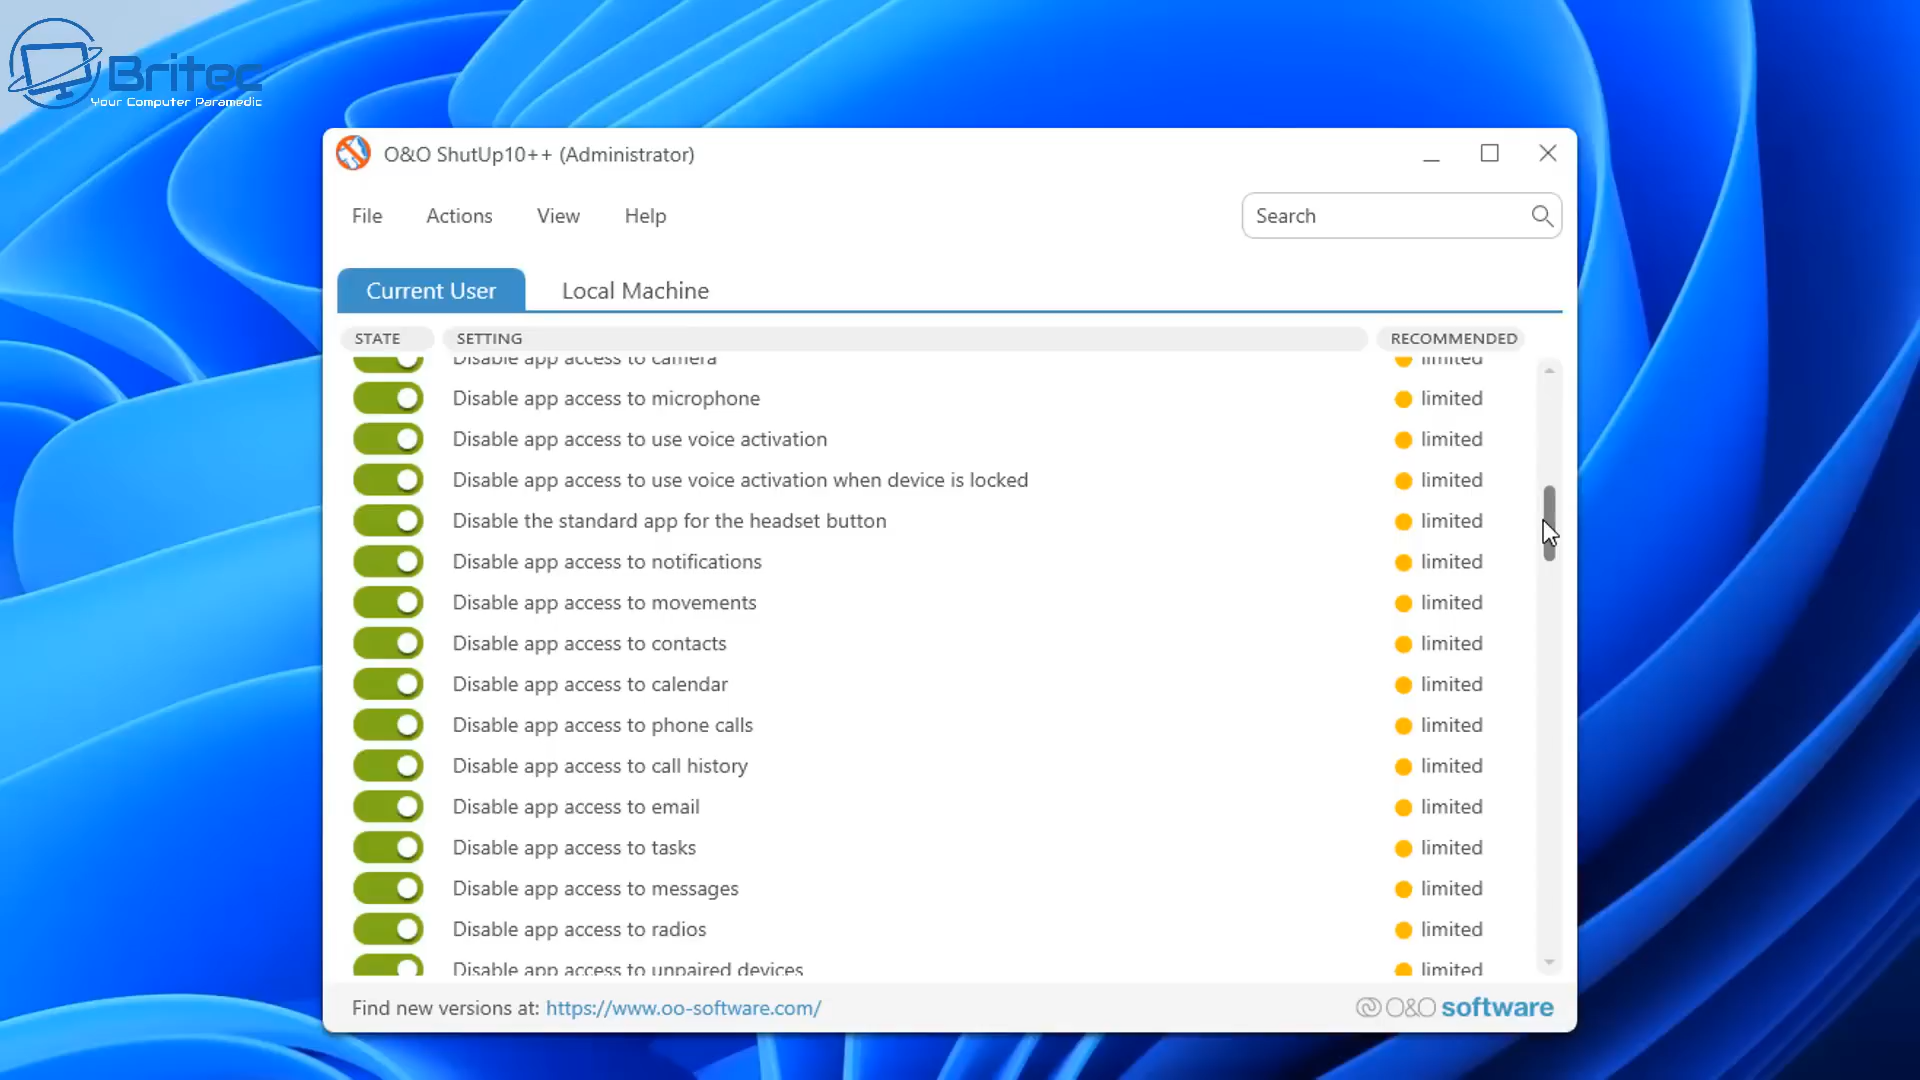 Britec
Your Computer Paramedic
O&O ShutUp10++ (Administrator)
File Actions View Help Search
Current User Local Machine
STATE SETTING RECOMMENDED
Disable app access to camera limited
Disable app access to microphone limited
Disable app access to use voice activation limited
Disable app access to use voice activation when device is locked limited
Disable the standard app for the headset button limited
Disable app access to notifications limited
Disable app access to movements limited
Disable app access to contacts limited
Disable app access to calendar limited
Disable app access to phone calls limited
Disable app access to call history limited
Disable app access to email limited
Disable app access to tasks limited
Disable app access to messages limited
Disable app access to radios limited
Disable app access to unpaired devices limited
Find new versions at: https://www.oo-software.com/ O&O software